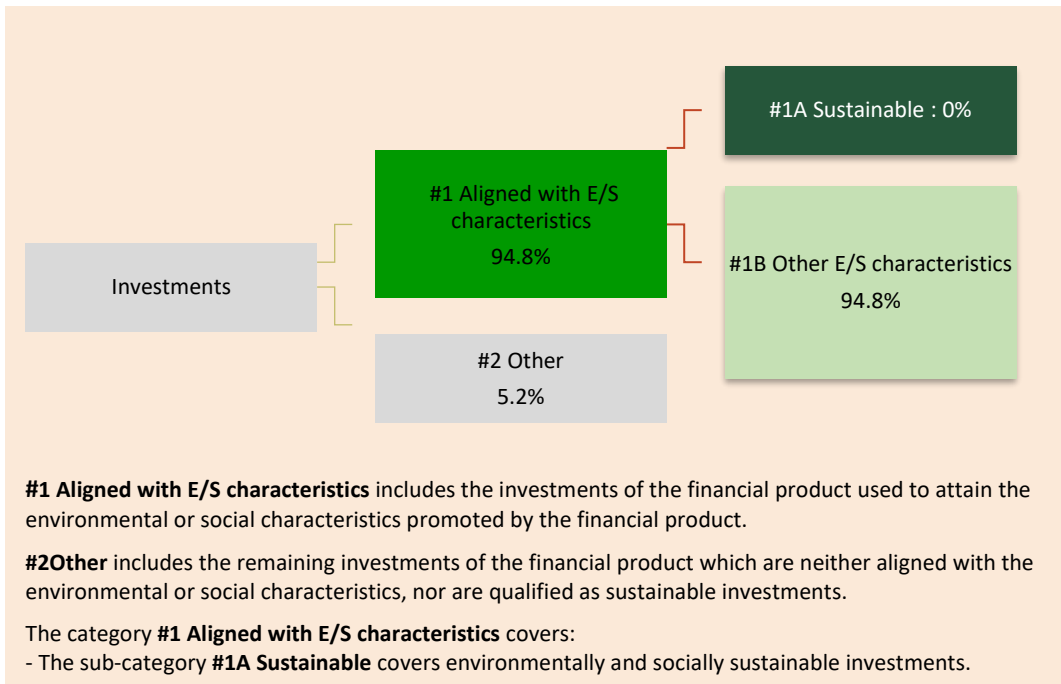 #1A Sustainable : 0%
#1 Aligned with E/S
characteristics
94.8%
#1B Other E/S characteristics
94.8%
Investments
#2 Other
5.2%
#1 Aligned with E/S characteristics includes the investments of the financial product used to attain the
environmental or social characteristics promoted by the financial product.
#2Other includes the remaining investments of the financial product which are neither aligned with the
environmental or social characteristics, nor are qualified as sustainable investments.
The category #1 Aligned with E/S characteristics covers:
- The sub-category #1A Sustainable covers environmentally and socially sustainable investments.